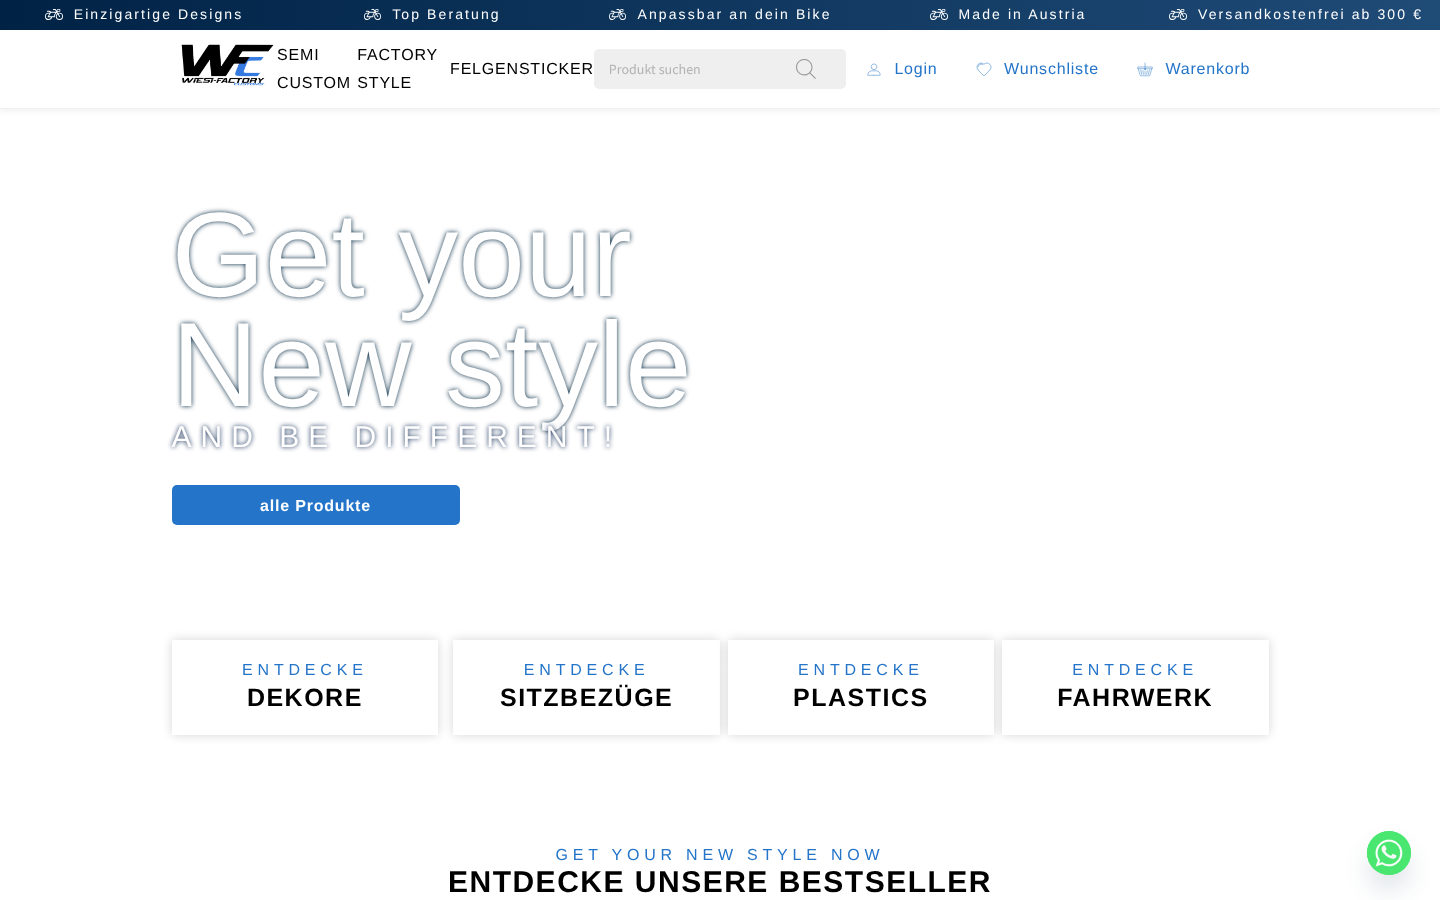 Einzigartige Designs
Top Beratung
Anpassbar an dein Bike
Made in Austria
Versandkostenfrei ab 300 €
WF
WIESI-FACTORY
SEMI CUSTOM
FACTORY STYLE
FELGENSTICKER
Produkt suchen
Login
Wunschliste
Warenkorb
Get your
New style
AND BE DIFFERENT!
alle Produkte
ENTDECKE
DEKORE
ENTDECKE
SITZBEZÜGE
ENTDECKE
PLASTICS
ENTDECKE
FAHRWERK
GET YOUR NEW STYLE NOW
ENTDECKE UNSERE BESTSELLER